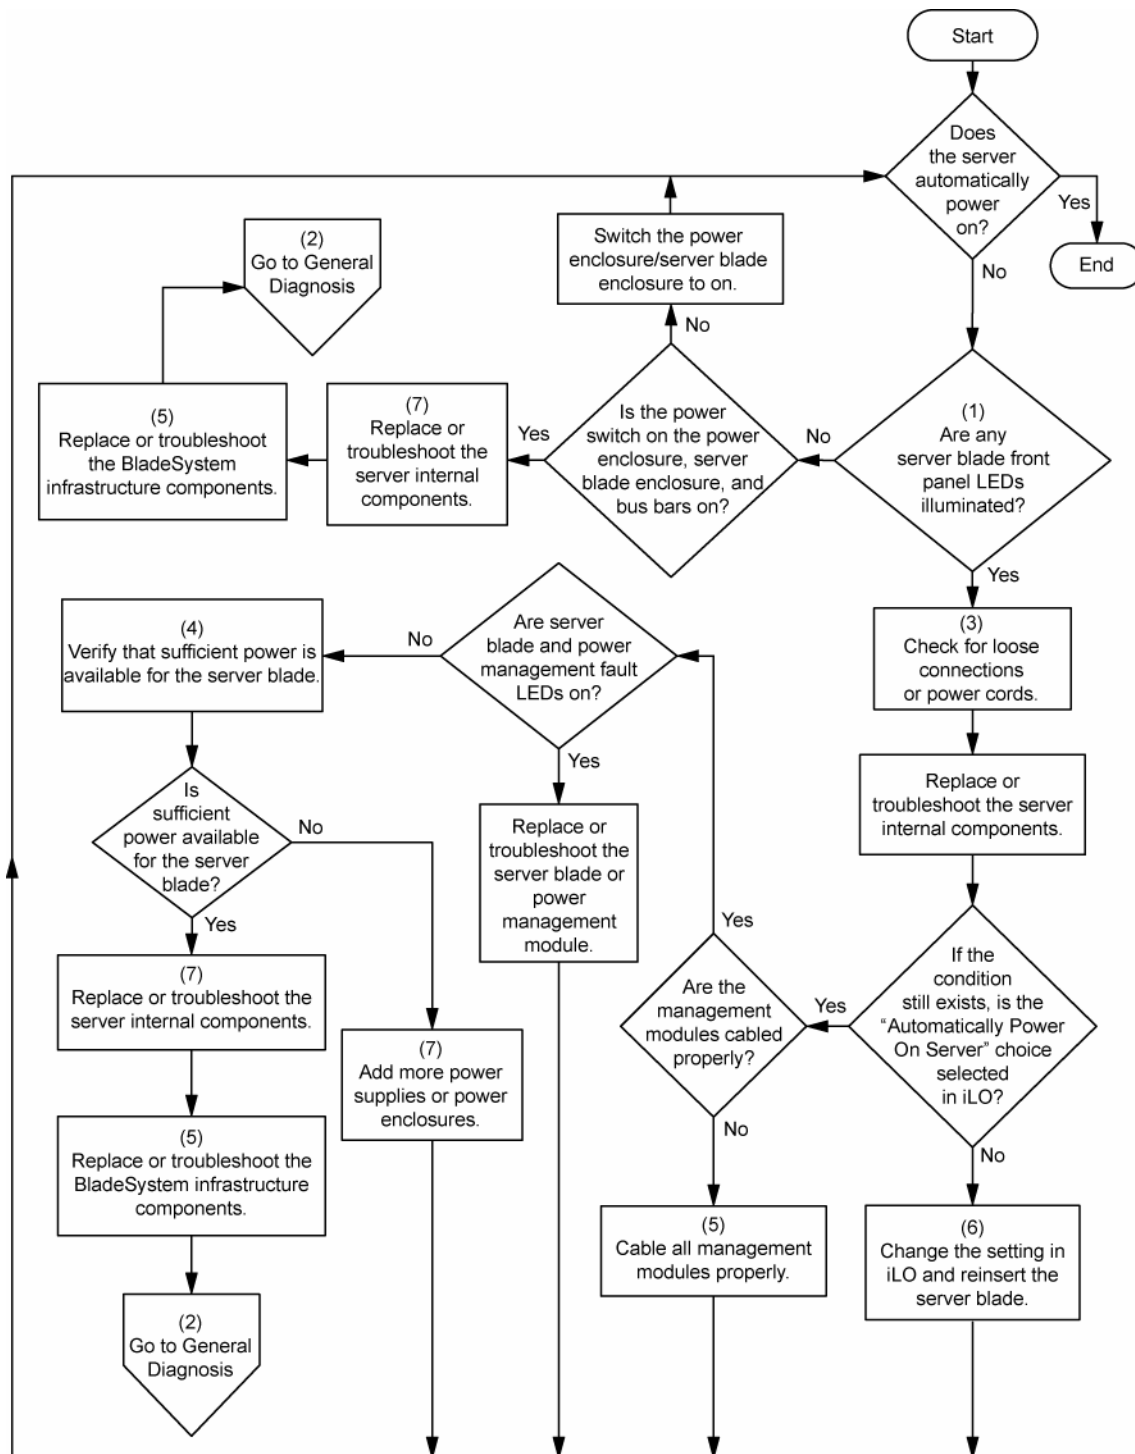 Start
Does
the server
automatically
power
on?
Yes
End
No
(1)
Are any
server blade front
panel LEDs
illuminated?
No
Is the power
switch on the power
enclosure, server
blade enclosure, and
bus bars on?
No
Switch the power
enclosure/server blade
enclosure to on.
Yes
(7)
Replace or
troubleshoot the
server internal
components.
(5)
Replace or troubleshoot
the BladeSystem
infrastructure components.
(2)
Go to General
Diagnosis
Yes
(3)
Check for loose
connections
or power cords.
Replace or
troubleshoot the server
internal components.
If the
condition
still exists, is the
“Automatically Power
On Server” choice
selected
in iLO?
No
(6)
Change the setting in
iLO and reinsert the
server blade.
Yes
Are the
management
modules cabled
properly?
No
(5)
Cable all management
modules properly.
Yes
Are server
blade and power
management fault
LEDs on?
Yes
Replace or
troubleshoot the
server blade or
power
management
module.
No
(4)
Verify that sufficient power is
available for the server blade.
Is
sufficient
power available
for the server
blade?
No
(7)
Add more power
supplies or power
enclosures.
Yes
(7)
Replace or troubleshoot the
server internal components.
(5)
Replace or troubleshoot the
BladeSystem infrastructure
components.
(2)
Go to General
Diagnosis